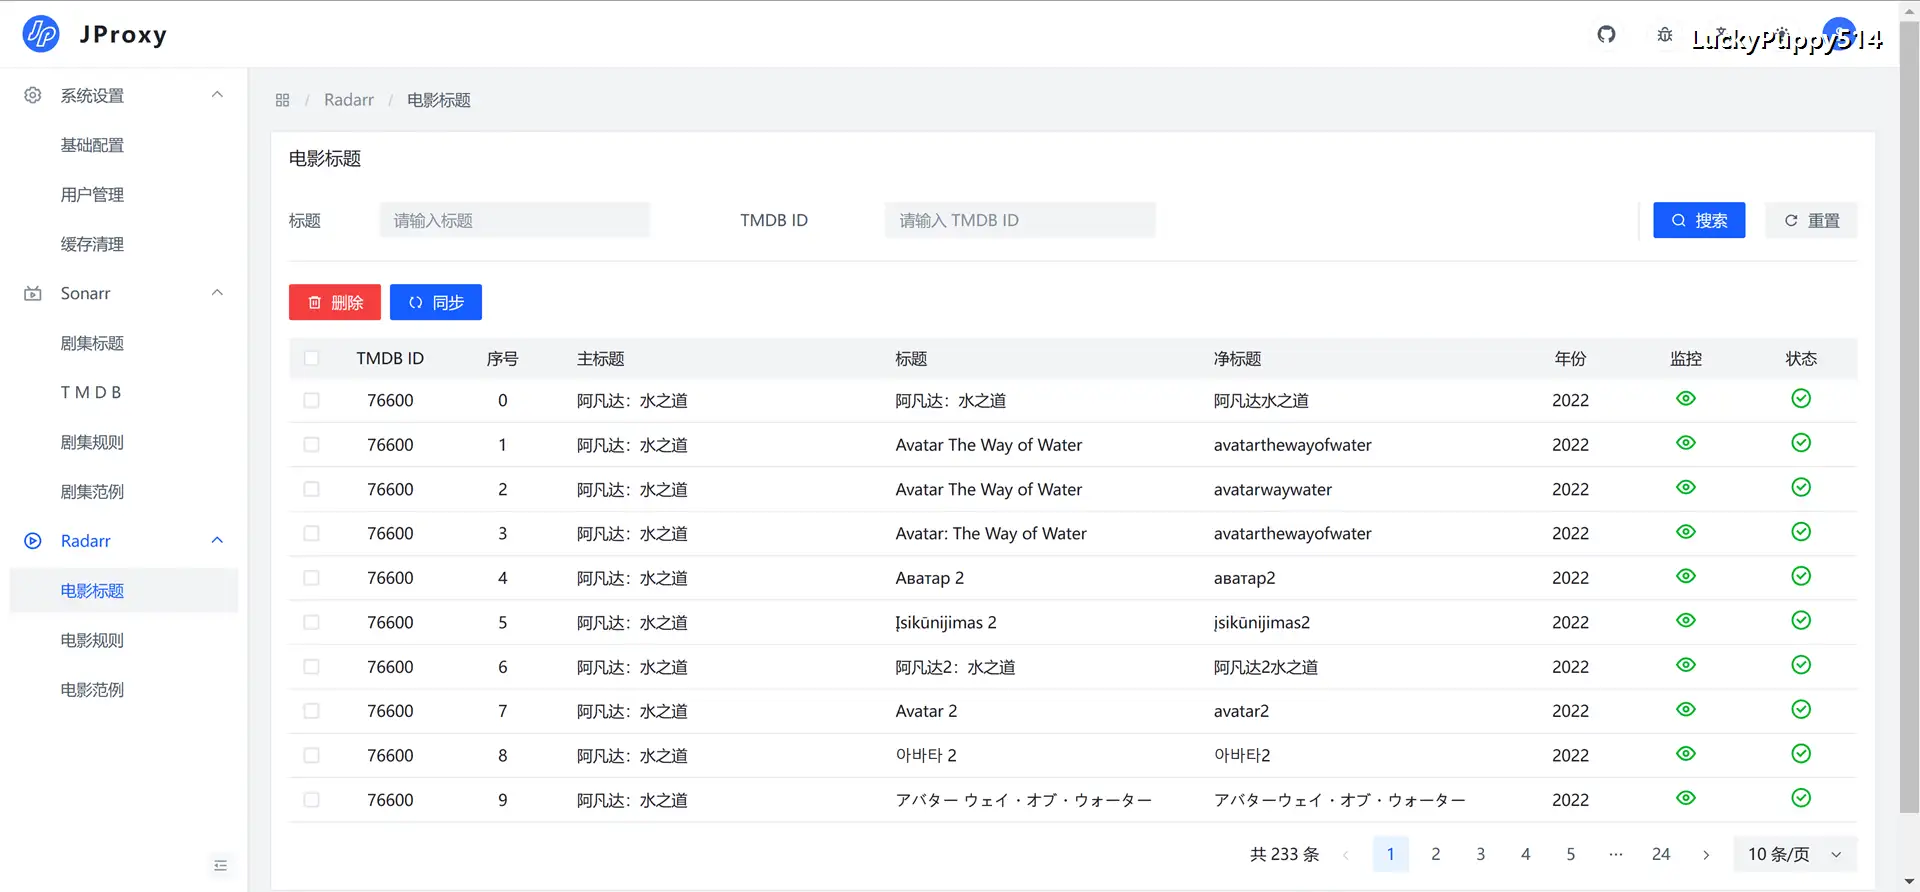 JProxy
LuckyPuppy514
系统设置
基础配置
用户管理
缓存清理
Sonarr
剧集标题
T M D B
剧集规则
剧集范例
Radarr
电影标题
电影规则
电影范例
/ Radarr / 电影标题
电影标题
标题 请输入标题 TMDB ID 请输入 TMDB ID 搜索 重置
删除 同步
TMDB ID 序号 主标题 标题 净标题 年份 监控 状态
76600 0 阿凡达：水之道 阿凡达：水之道 阿凡达水之道 2022
76600 1 阿凡达：水之道 Avatar The Way of Water avatarthewayofwater 2022
76600 2 阿凡达：水之道 Avatar The Way of Water avatarwaywater 2022
76600 3 阿凡达：水之道 Avatar: The Way of Water avatarthewayofwater 2022
76600 4 阿凡达：水之道 Аватар 2 аватар2 2022
76600 5 阿凡达：水之道 Įsikūnijimas 2 įsikūnijimas2 2022
76600 6 阿凡达：水之道 阿凡达2：水之道 阿凡达2水之道 2022
76600 7 阿凡达：水之道 Avatar 2 avatar2 2022
76600 8 阿凡达：水之道 아바타 2 아바타2 2022
76600 9 阿凡达：水之道 アバター ウェイ・オブ・ウォーター アバターウェイ・オブ・ウォーター 2022
共 233 条 1 2 3 4 5 ··· 24 10 条/页